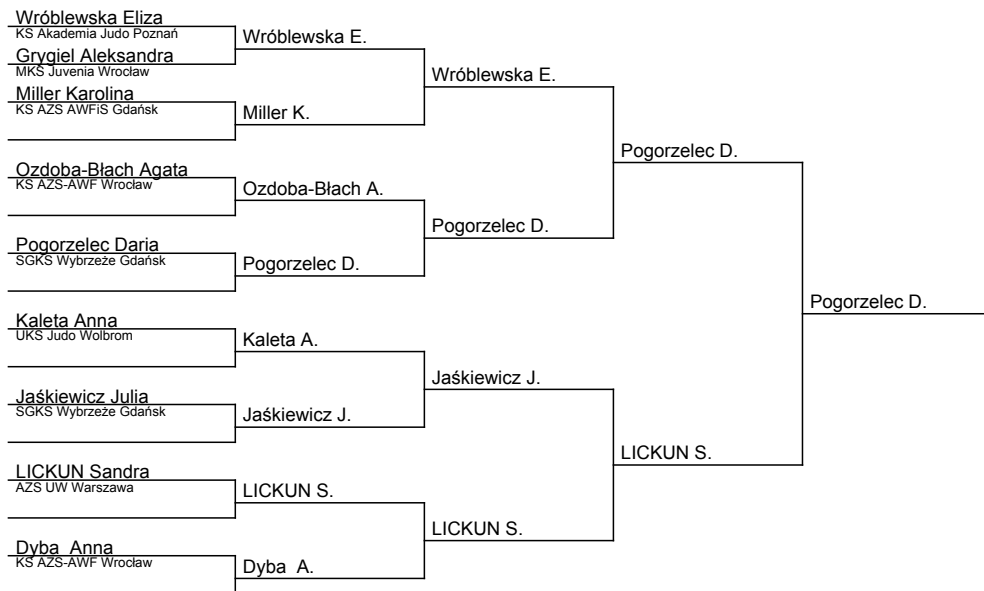 Wróblewska Eliza
KS Akademia Judo Poznań
Grygiel Aleksandra
MKS Juvenia Wrocław
Miller Karolina
KS AZS AWFiS Gdańsk
Ozdoba-Błach Agata
KS AZS-AWF Wrocław
Pogorzelec Daria
SGKS Wybrzeże Gdańsk
Kaleta Anna
UKS Judo Wolbrom
Jaśkiewicz Julia
SGKS Wybrzeże Gdańsk
LICKUN Sandra
AZS UW Warszawa
Dyba Anna
KS AZS-AWF Wrocław
Wróblewska E.
Miller K.
Ozdoba-Błach A.
Pogorzelec D.
Kaleta A.
Jaśkiewicz J.
LICKUN S.
Dyba A.
Wróblewska E.
Pogorzelec D.
Jaśkiewicz J.
LICKUN S.
Pogorzelec D.
LICKUN S.
Pogorzelec D.